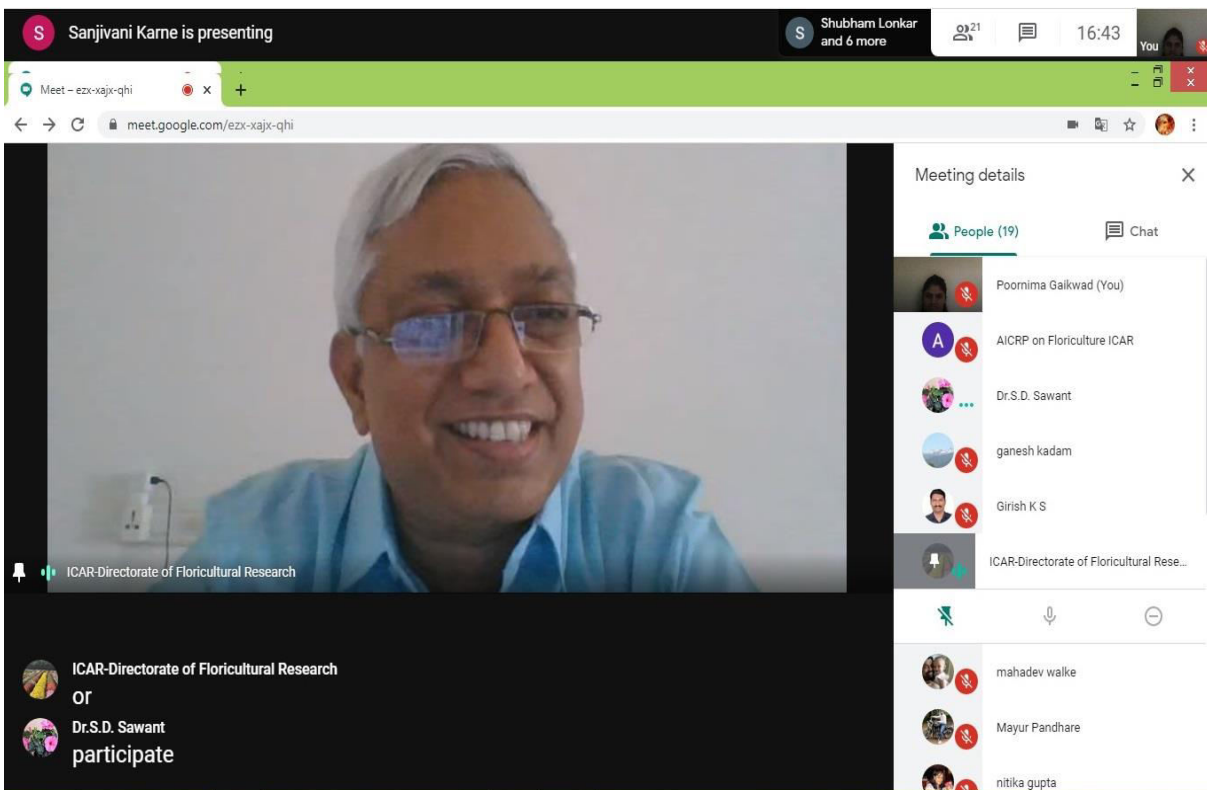 S Sanjivani Karne is presenting
S Shubham Lonkar
and 6 more
21
16:43
You
Meet – ezx-xajx-qhi
meet.google.com/ezx-xajx-qhi
ICAR-Directorate of Floricultural Research
ICAR-Directorate of Floricultural Research
or
Dr.S.D. Sawant
participate
Meeting details
People (19)
Chat
Poornima Gaikwad (You)
A AICRP on Floriculture ICAR
Dr.S.D. Sawant
ganesh kadam
Girish K S
ICAR-Directorate of Floricultural Rese...
mahadev walke
Mayur Pandhare
nitika gupta